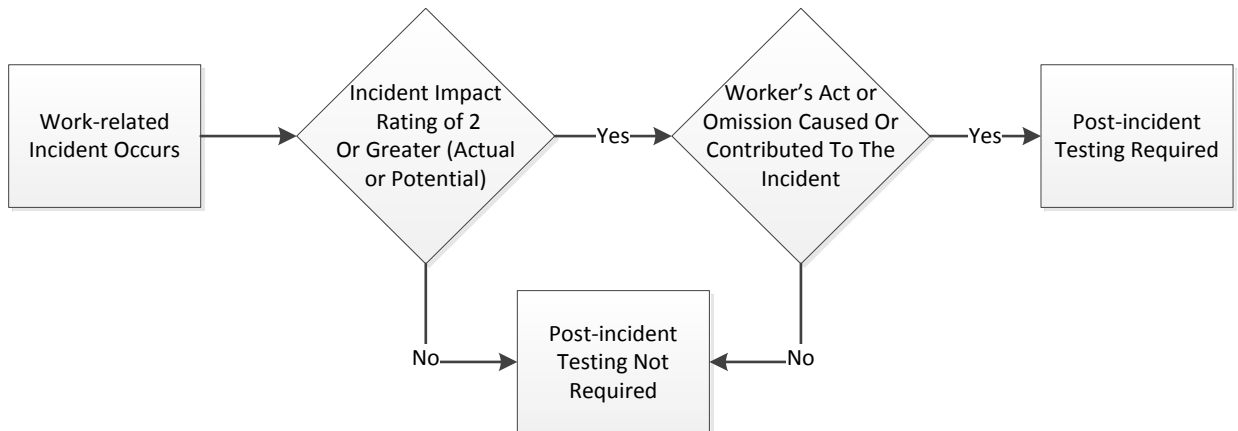 Work-related
Incident Occurs
Incident Impact
Rating of 2
Or Greater (Actual
or Potential)
Yes
Worker's Act or
Omission Caused Or
Contributed To The
Incident
Yes
Post-incident
Testing Required
No
Post-incident
Testing Not
Required
No